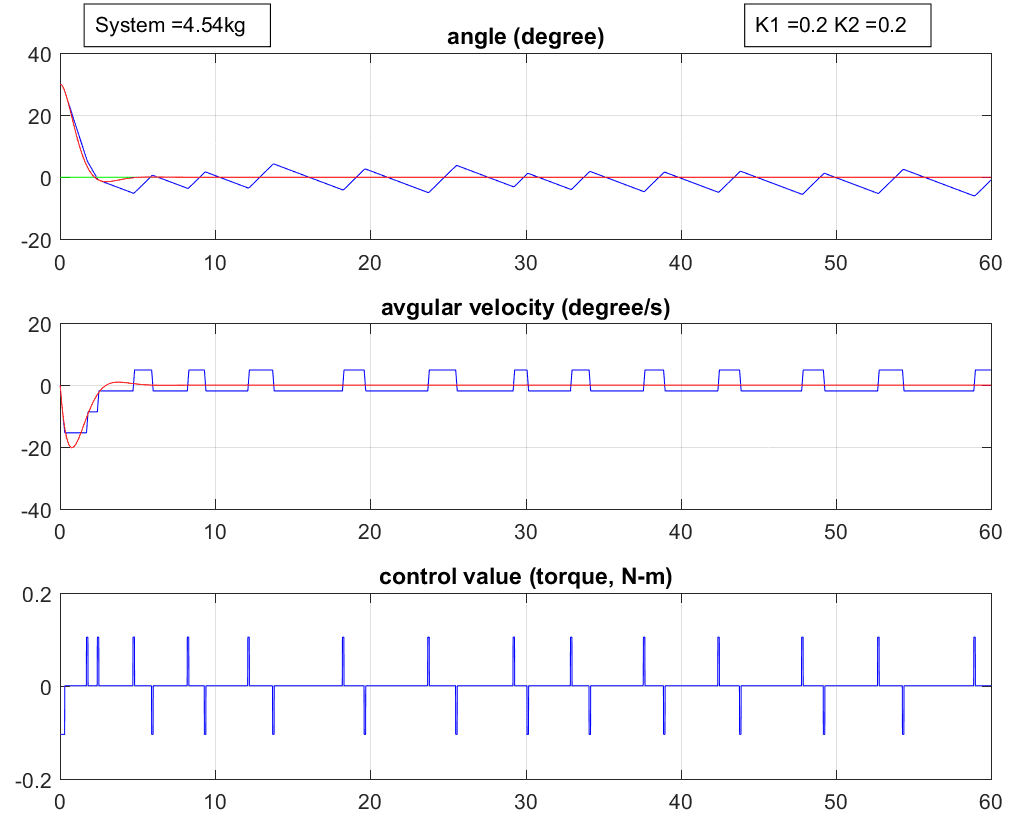 System =4.54kg
K1 =0.2 K2 =0.2
angle (degree)
40
20
0
-20
0 10 20 30 40 50 60
avgular velocity (degree/s)
20
0
-20
-40
0 10 20 30 40 50 60
control value (torque, N-m)
0.2
0
-0.2
0 10 20 30 40 50 60